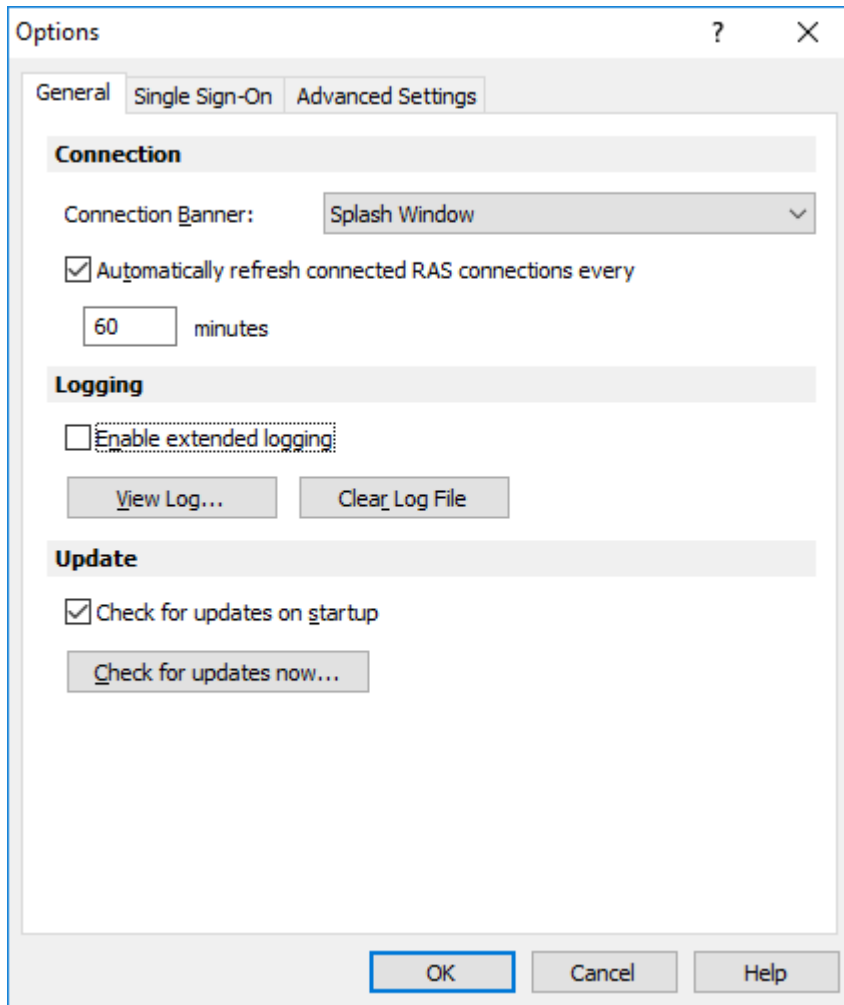 Options
General Single Sign-On Advanced Settings
Connection
Connection Banner: Splash Window
Automatically refresh connected RAS connections every
60 minutes
Logging
Enable extended logging
View Log... Clear Log File
Update
Check for updates on startup
Check for updates now...
OK Cancel Help